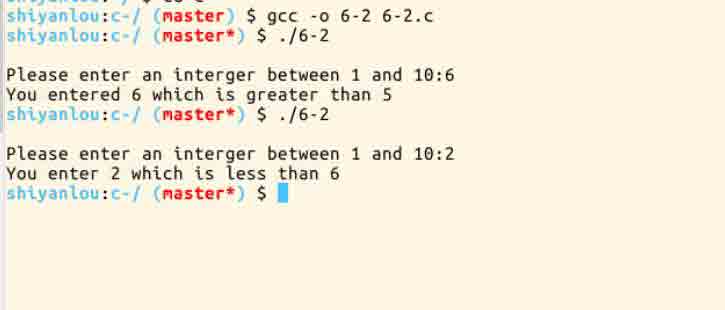 shiyanlou:c-/ (master) $ gcc -o 6-2 6-2.c
shiyanlou:c-/ (master*) $ ./6-2
Please enter an interger between 1 and 10:6
You entered 6 which is greater than 5
shiyanlou:c-/ (master*) $ ./6-2
Please enter an interger between 1 and 10:2
You enter 2 which is less than 6
shiyanlou:c-/ (master*) $